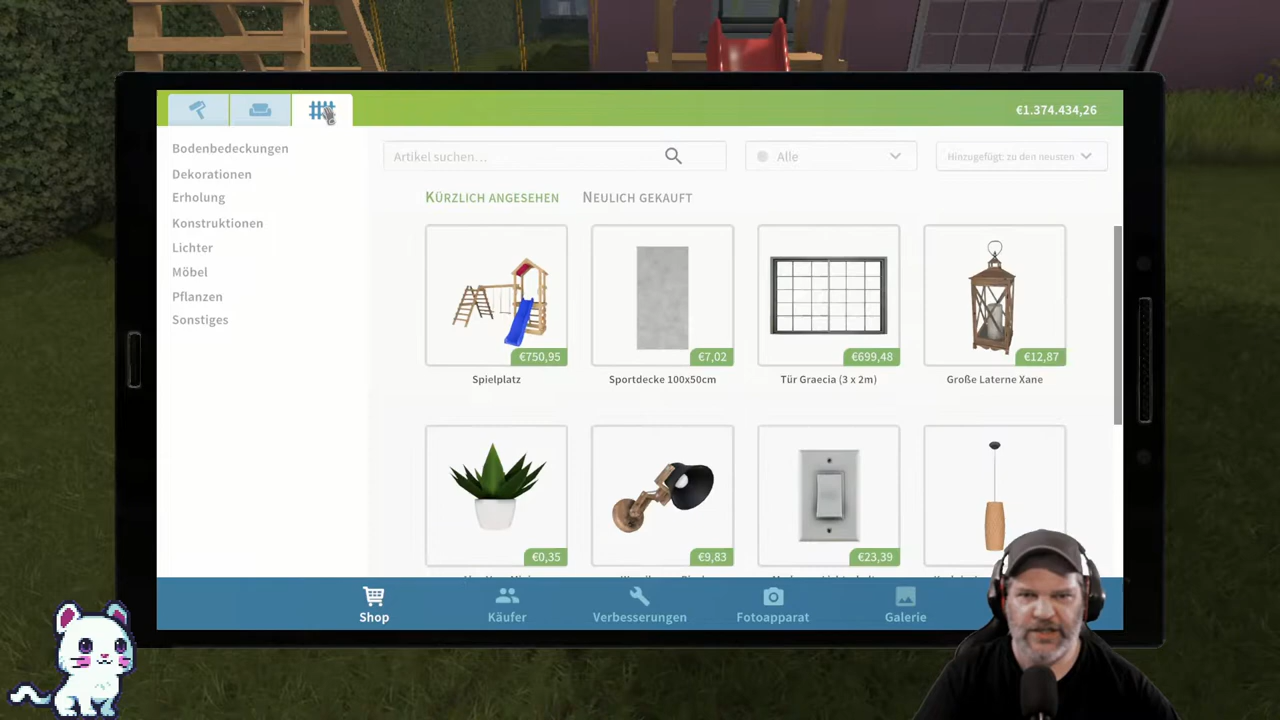 €1.374.434,26
Bodenbedeckungen
Dekorationen
Erholung
Konstruktionen
Lichter
Möbel
Pflanzen
Sonstiges
Artikel suchen...
Alle
Hinzugefügt: zu den neusten
KÜRZLICH ANGESEHEN
NEULICH GEKAUFT
€750,95
€7,02
€699,48
€12,87
Spielplatz
Sportdecke 100x50cm
Tür Graecia (3 x 2m)
Große Laterne Xane
€0,35
€9,83
€23,39
Shop
Käufer
Verbesserungen
Fotoapparat
Galerie